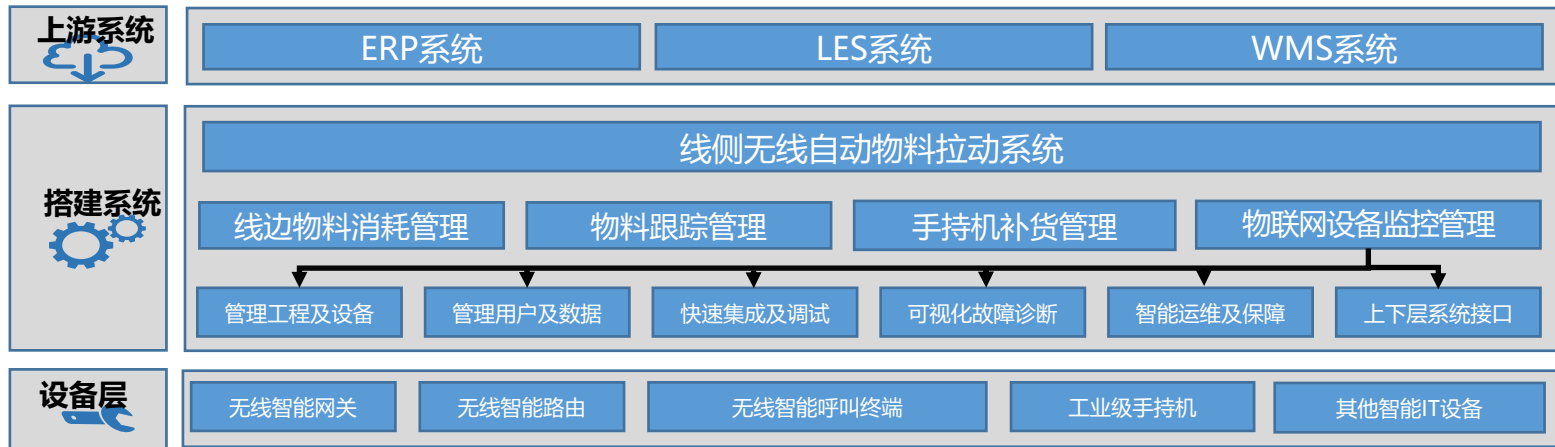 上游系统
ERP系统
LES系统
WMS系统
搭建系统
线侧无线自动物料拉动系统
线边物料消耗管理
物料跟踪管理
手持机补货管理
物联网设备监控管理
管理工程及设备
管理用户及数据
快速集成及调试
可视化故障诊断
智能运维及保障
上下层系统接口
设备层
无线智能网关
无线智能路由
无线智能呼叫终端
工业级手持机
其他智能IT设备